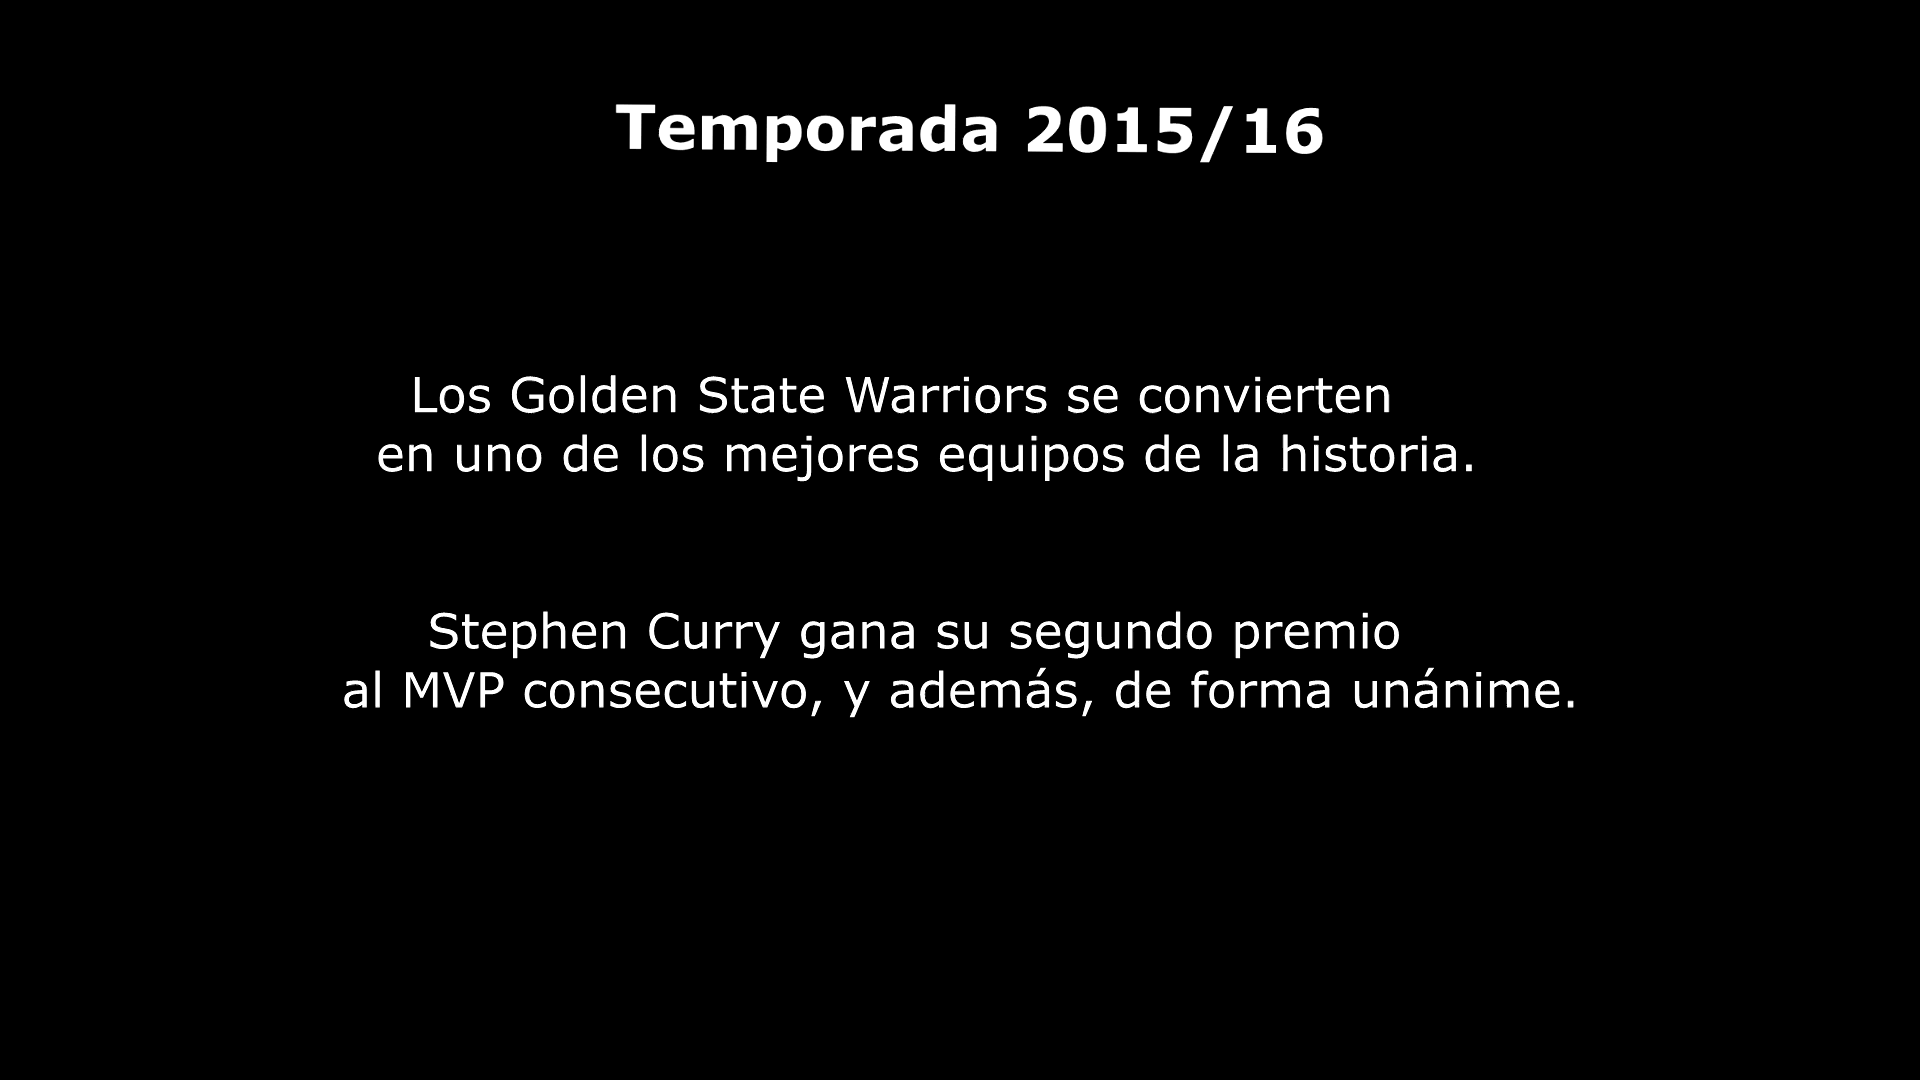 Temporada 2015/16
Los Golden State Warriors se convierten
en uno de los mejores equipos de la historia.
Stephen Curry gana su segundo premio
al MVP consecutivo, y además, de forma unánime.